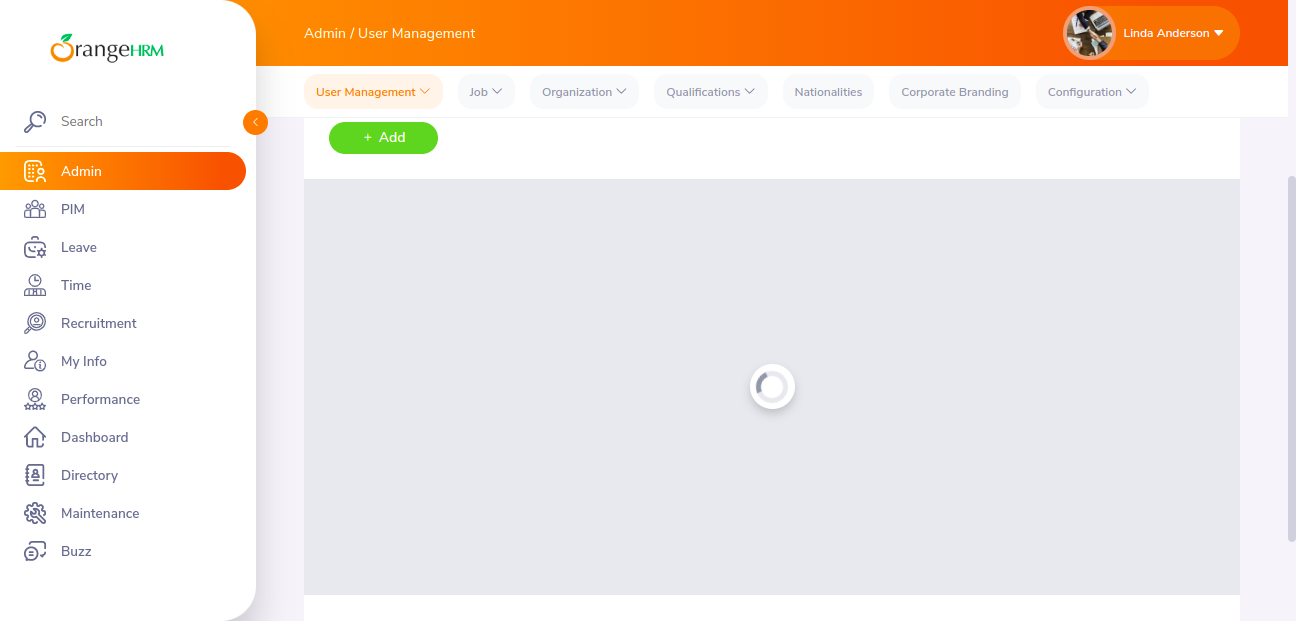 OrangeHRM
Search
Admin
PIM
Leave
Time
Recruitment
My Info
Performance
Dashboard
Directory
Maintenance
Buzz
Admin / User Management
Linda Anderson
User Management
Job
Organization
Qualifications
Nationalities
Corporate Branding
Configuration
+ Add